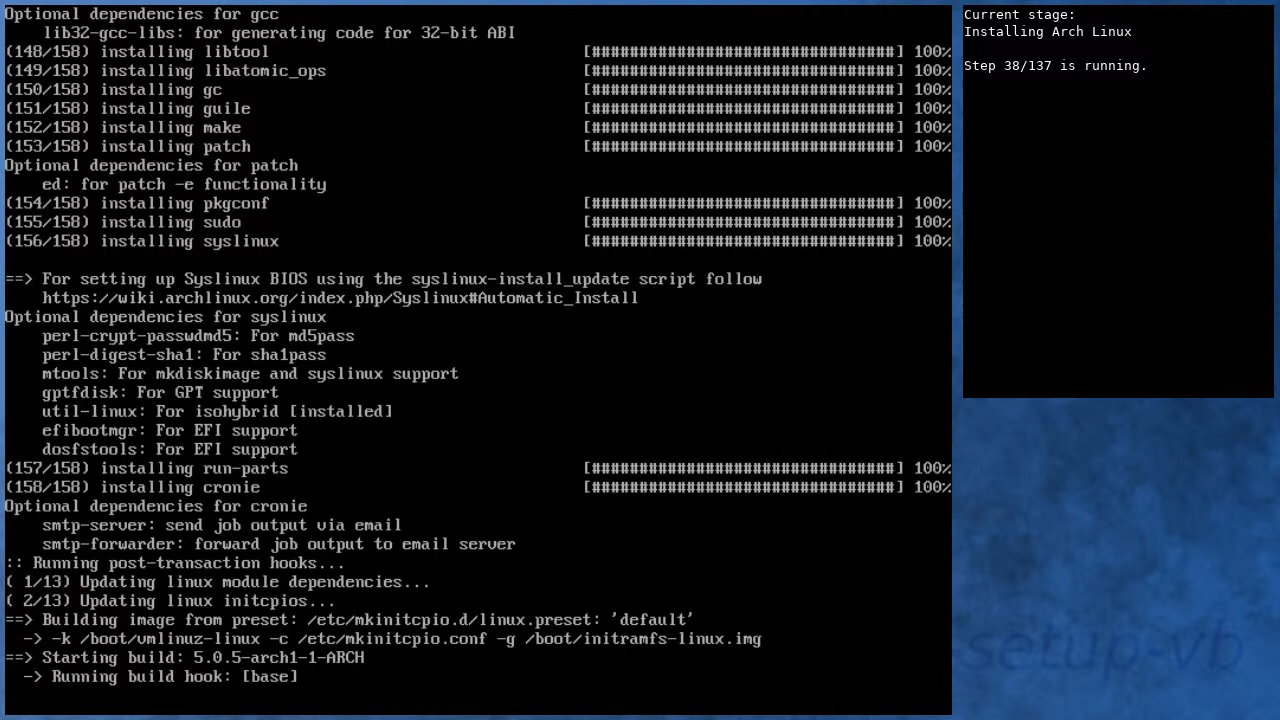 Optional dependencies for gcc
    lib32-gcc-libs: for generating code for 32-bit ABI
(148/158) installing libtool [#################################] 100%
(149/158) installing libatomic_ops [#################################] 100%
(150/158) installing gc [#################################] 100%
(151/158) installing guile [#################################] 100%
(152/158) installing make [#################################] 100%
(153/158) installing patch [#################################] 100%
Optional dependencies for patch
    ed: for patch -e functionality
(154/158) installing pkgconf [#################################] 100%
(155/158) installing sudo [#################################] 100%
(156/158) installing syslinux [#################################] 100%

==> For setting up Syslinux BIOS using the syslinux-install_update script follow
    https://wiki.archlinux.org/index.php/Syslinux#Automatic_Install
Optional dependencies for syslinux
    perl-crypt-passwdmd5: For md5pass
    perl-digest-sha1: For sha1pass
    mtools: For mkdiskimage and syslinux support
    gptfdisk: For GPT support
    util-linux: For isohybrid [installed]
    efibootmgr: For EFI support
    dosfstools: For EFI support
(157/158) installing run-parts [#################################] 100%
(158/158) installing cronie [#################################] 100%
Optional dependencies for cronie
    smtp-server: send job output via email
    smtp-forwarder: forward job output to email server
:: Running post-transaction hooks...
( 1/13) Updating linux module dependencies...
( 2/13) Updating linux initcpios...
==> Building image from preset: /etc/mkinitcpio.d/linux.preset: 'default'
  -> -k /boot/vmlinuz-linux -c /etc/mkinitcpio.conf -g /boot/initramfs-linux.img
==> Starting build: 5.0.5-arch1-1-ARCH
  -> Running build hook: [base]
Current stage:
Installing Arch Linux

Step 38/137 is running.
setup-vb